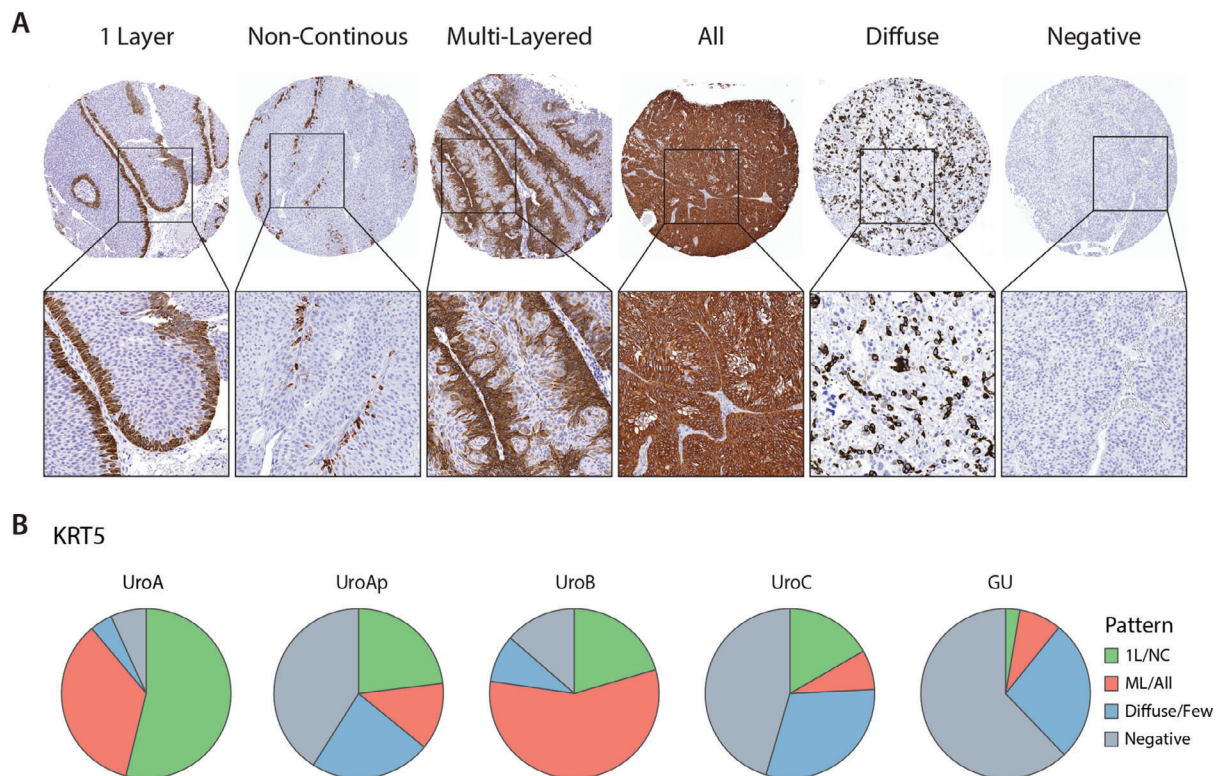 A
1 Layer Non-Continous Multi-Layered All Diffuse Negative
B
KRT5
UroA UroAp UroB UroC GU
Pattern
1L/NC
ML/All
Diffuse/Few
Negative